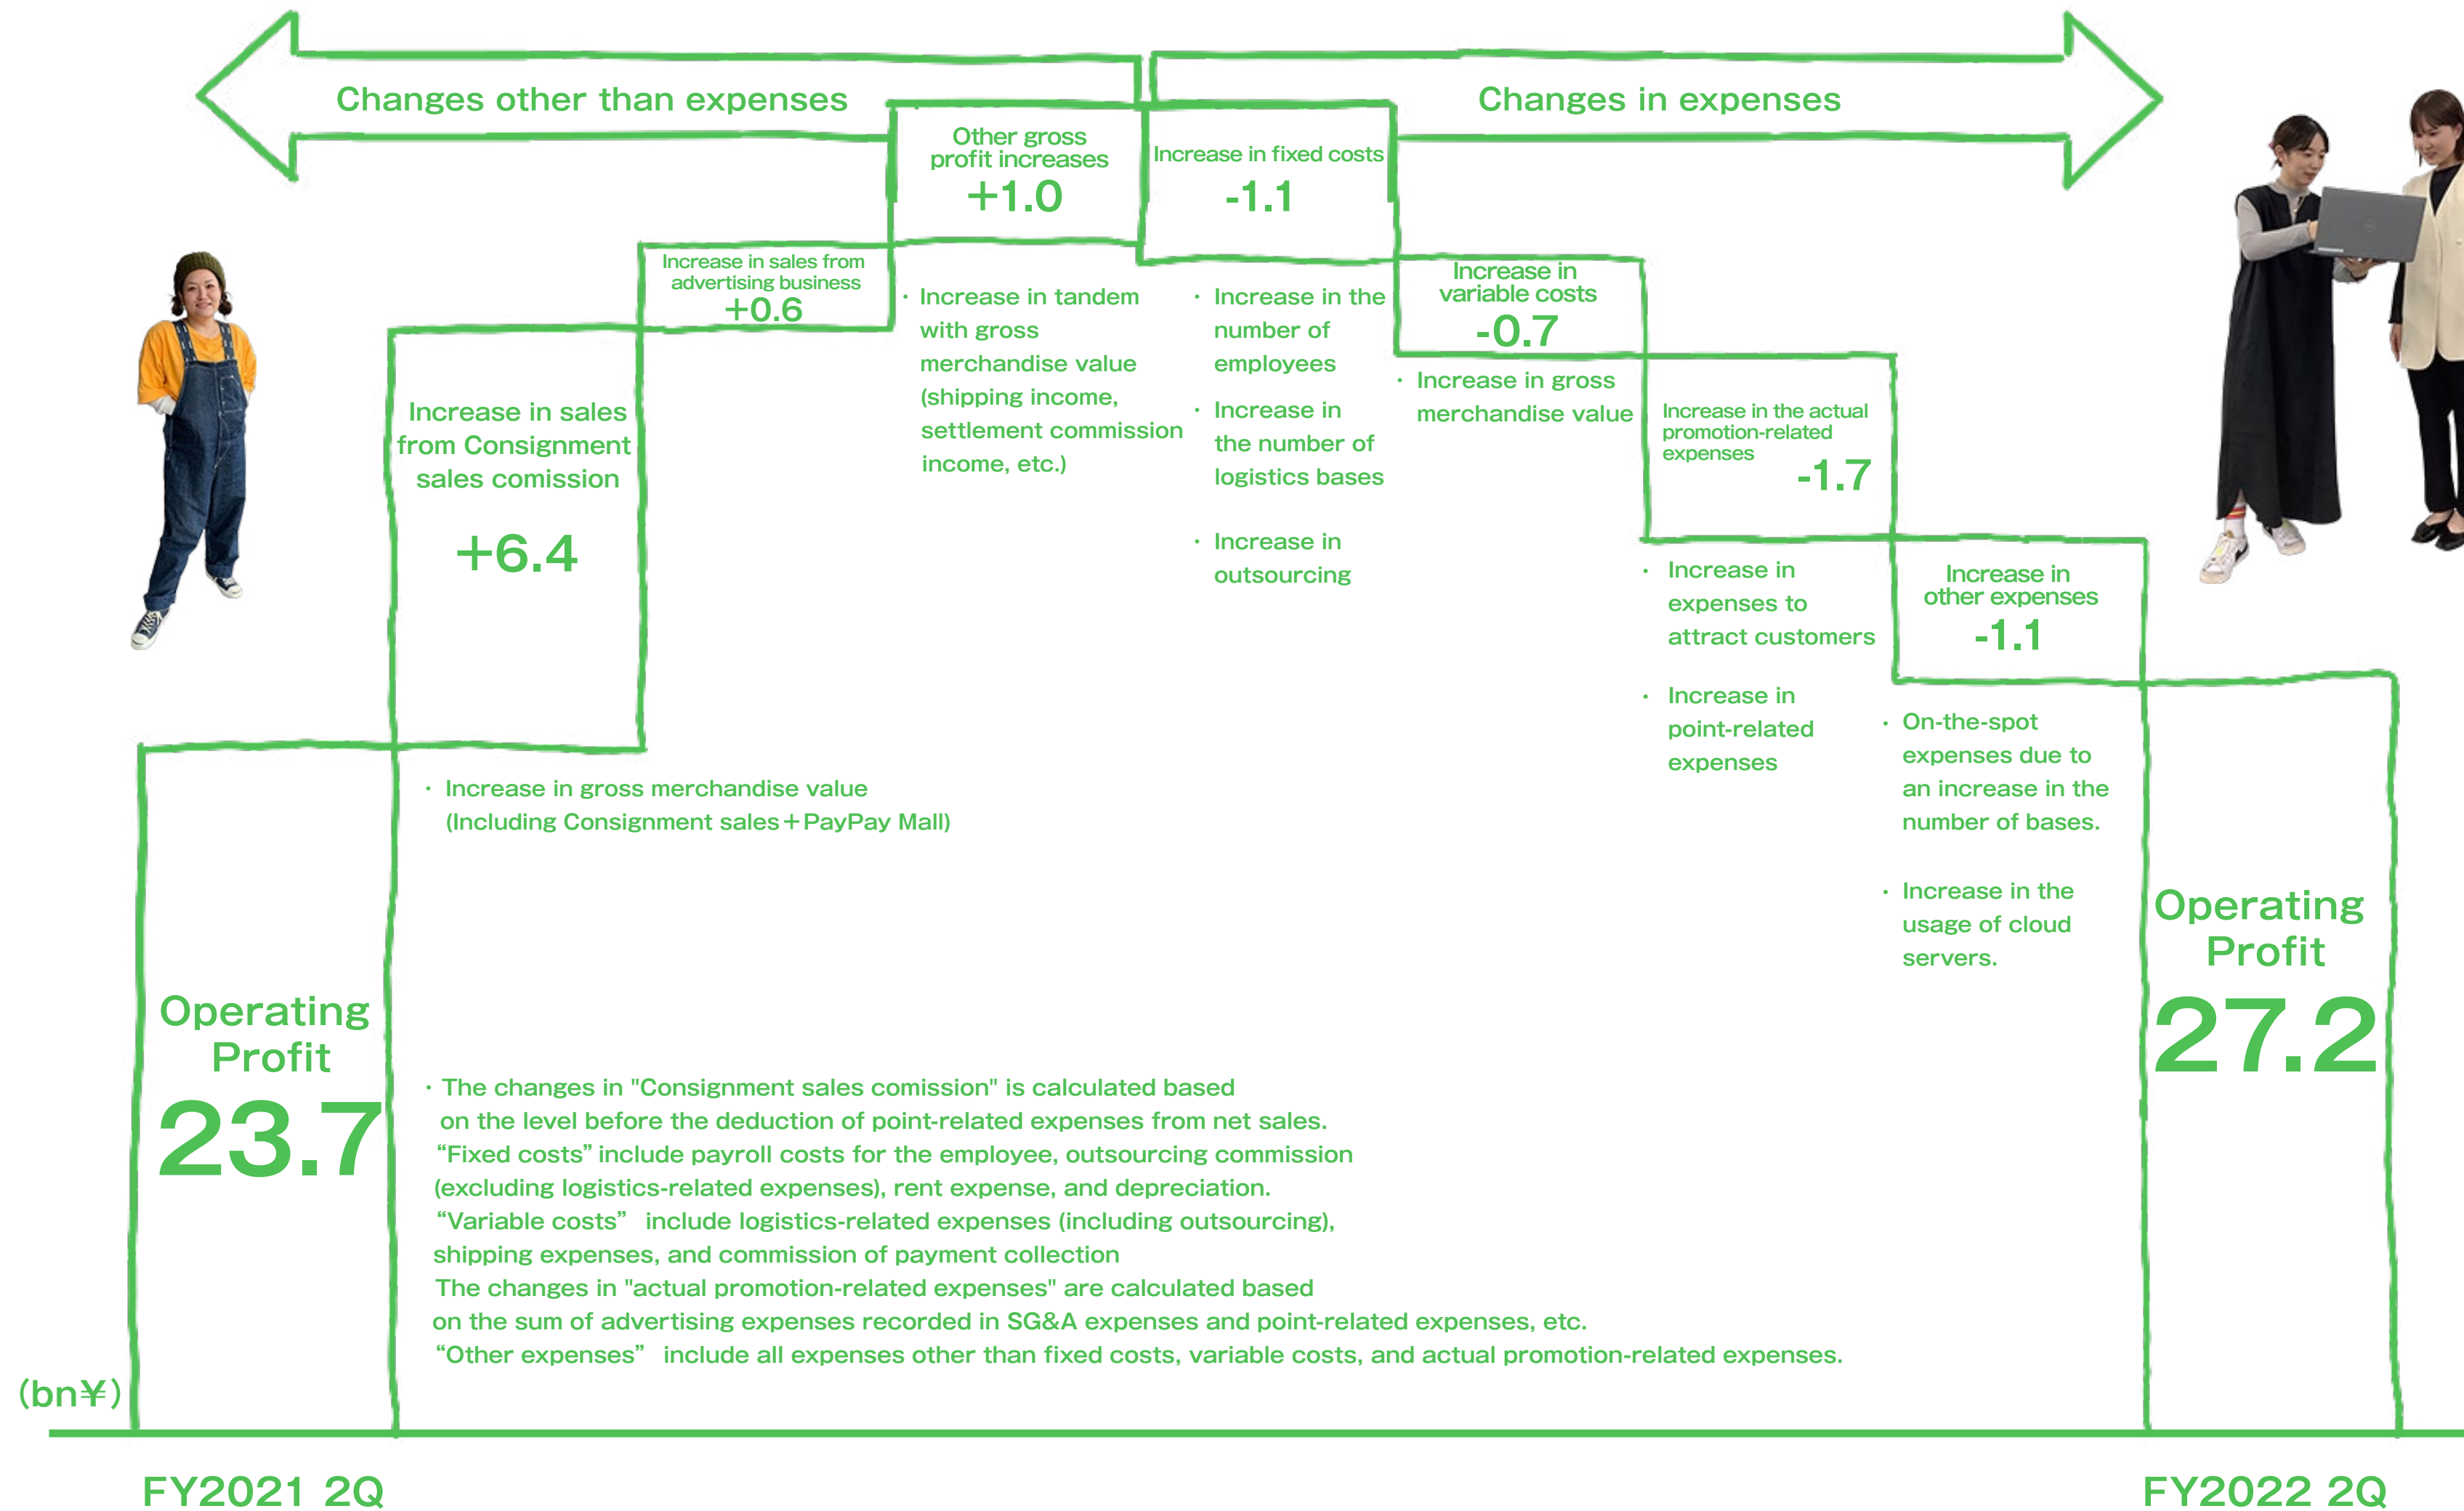 Changes other than expenses
Changes in expenses
Other gross
profit increases
+1.0
Increase in fixed costs
-1.1
Increase in sales from
advertising business
+0.6
Increase in
variable costs
-0.7
・ Increase in tandem
with gross
merchandise value
(shipping income,
settlement commission
income, etc.)
・ Increase in the
number of
employees
・ Increase in
the number of
logistics bases
・ Increase in
outsourcing
・ Increase in gross
merchandise value
Increase in sales
from Consignment
sales comission
+6.4
Increase in the actual
promotion-related
expenses
-1.7
・ Increase in
expenses to
attract customers
・ Increase in
point-related
expenses
Increase in
other expenses
-1.1
・ On-the-spot
expenses due to
an increase in the
number of bases.
・ Increase in the
usage of cloud
servers.
・ Increase in gross merchandise value
(Including Consignment sales＋PayPay Mall)
Operating
Profit
23.7
Operating
Profit
27.2
・ The changes in "Consignment sales comission" is calculated based
on the level before the deduction of point-related expenses from net sales.
“Fixed costs” include payroll costs for the employee, outsourcing commission
(excluding logistics-related expenses), rent expense, and depreciation.
“Variable costs” include logistics-related expenses (including outsourcing),
shipping expenses, and commission of payment collection
The changes in "actual promotion-related expenses" are calculated based
on the sum of advertising expenses recorded in SG&A expenses and point-related expenses, etc.
“Other expenses” include all expenses other than fixed costs, variable costs, and actual promotion-related expenses.
(bn¥)
FY2021 2Q
FY2022 2Q